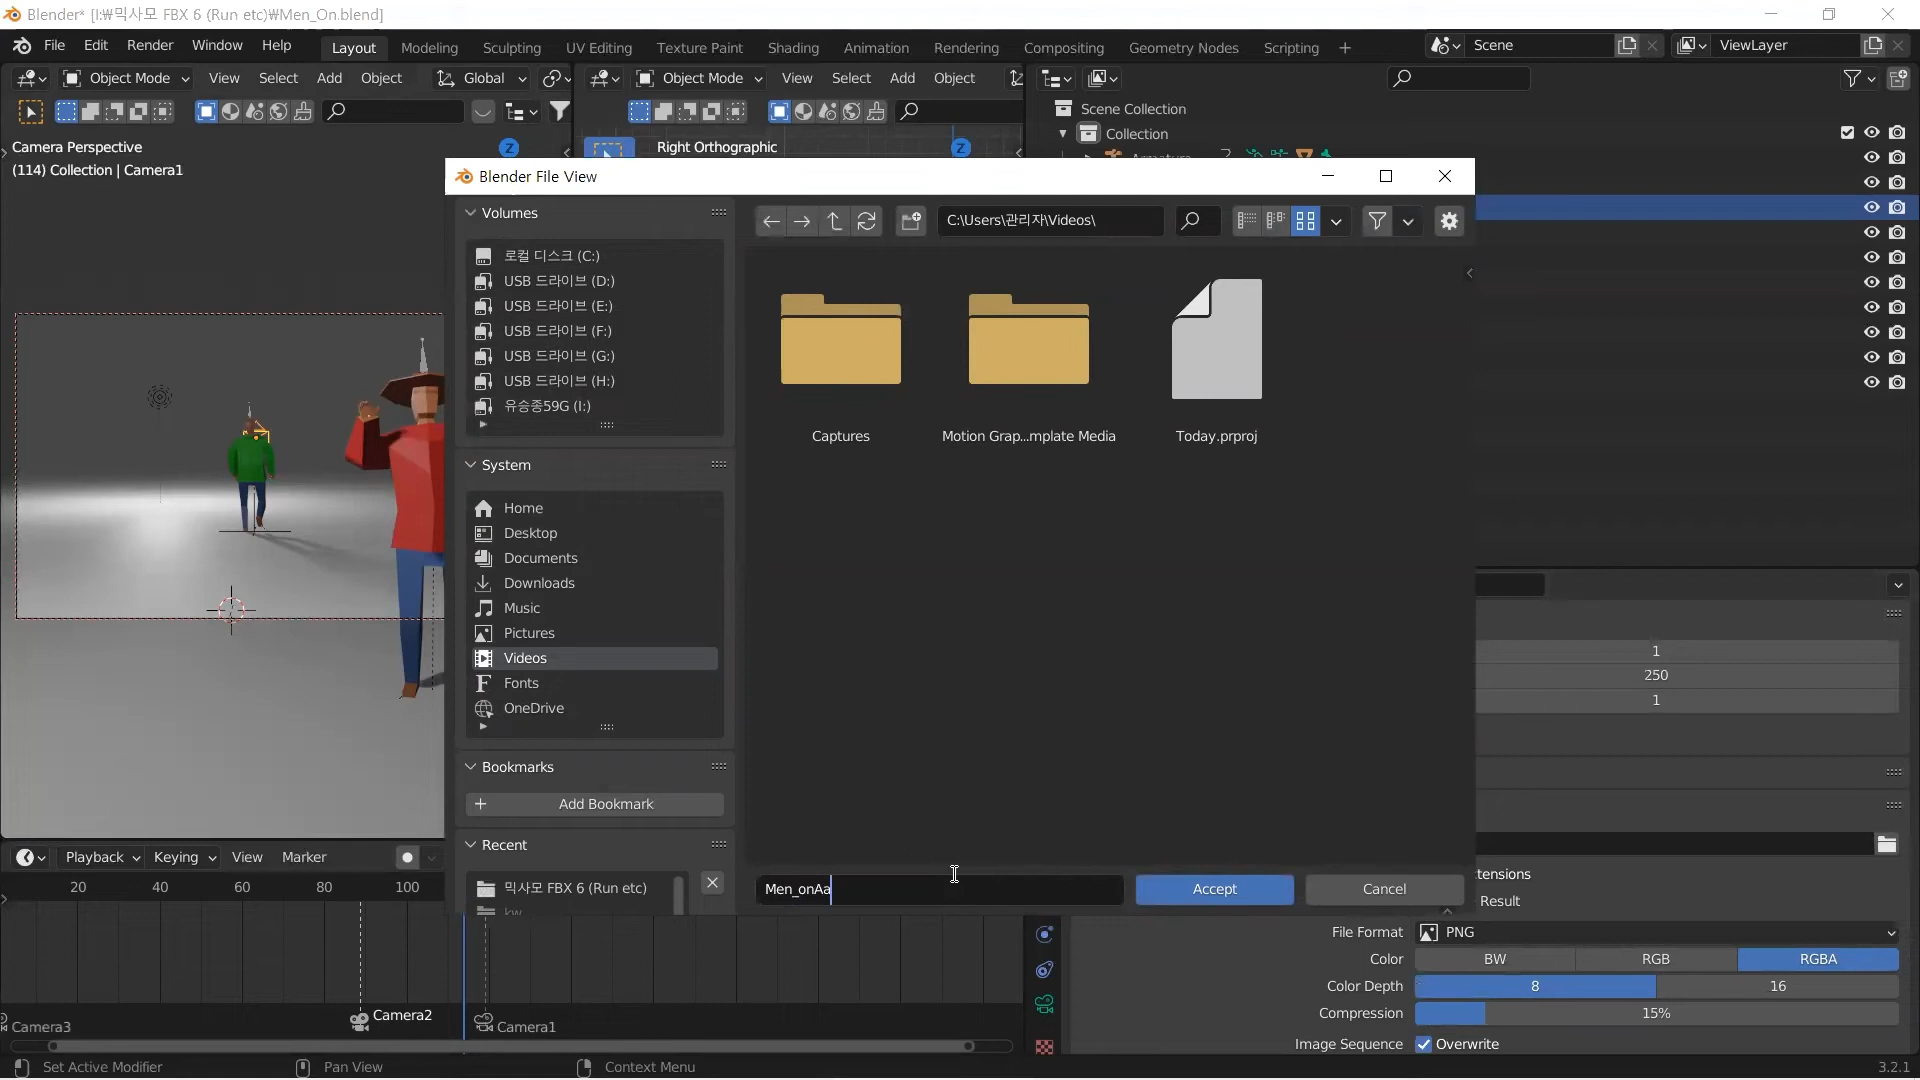 Blender* [I:₩믹사모 FBX 6 (Run etc)₩Men_On.blend]
File Edit Render Window Help Layout Modeling Sculpting UV Editing Texture Paint Shading Animation Rendering Compositing Geometry Nodes Scripting + Scene ViewLayer
Object Mode View Select Add Object Global Object Mode View Select Add Object
Camera Perspective
(114) Collection | Camera1
Z
Right Orthographic
Z
Scene Collection
Collection
Blender File View
Volumes
로컬 디스크 (C:)
USB 드라이브 (D:)
USB 드라이브 (E:)
USB 드라이브 (F:)
USB 드라이브 (G:)
USB 드라이브 (H:)
유승종59G (I:)
System
Home
Desktop
Documents
Downloads
Music
Pictures
Videos
Fonts
OneDrive
Bookmarks
Add Bookmark
Recent
믹사모 FBX 6 (Run etc)
C:\Users\관리자\Videos\
Captures
Motion Grap...mplate Media
Today.prproj
Men_onAa
Accept
Cancel
1
250
1
tensions
Result
File Format PNG
Color BW RGB RGBA
Color Depth 8 16
Compression 15%
Image Sequence Overwrite
Playback Keying View Marker
20 40 60 80 100
Camera3
Camera2
Camera1
Set Active Modifier Pan View Context Menu 3.2.1